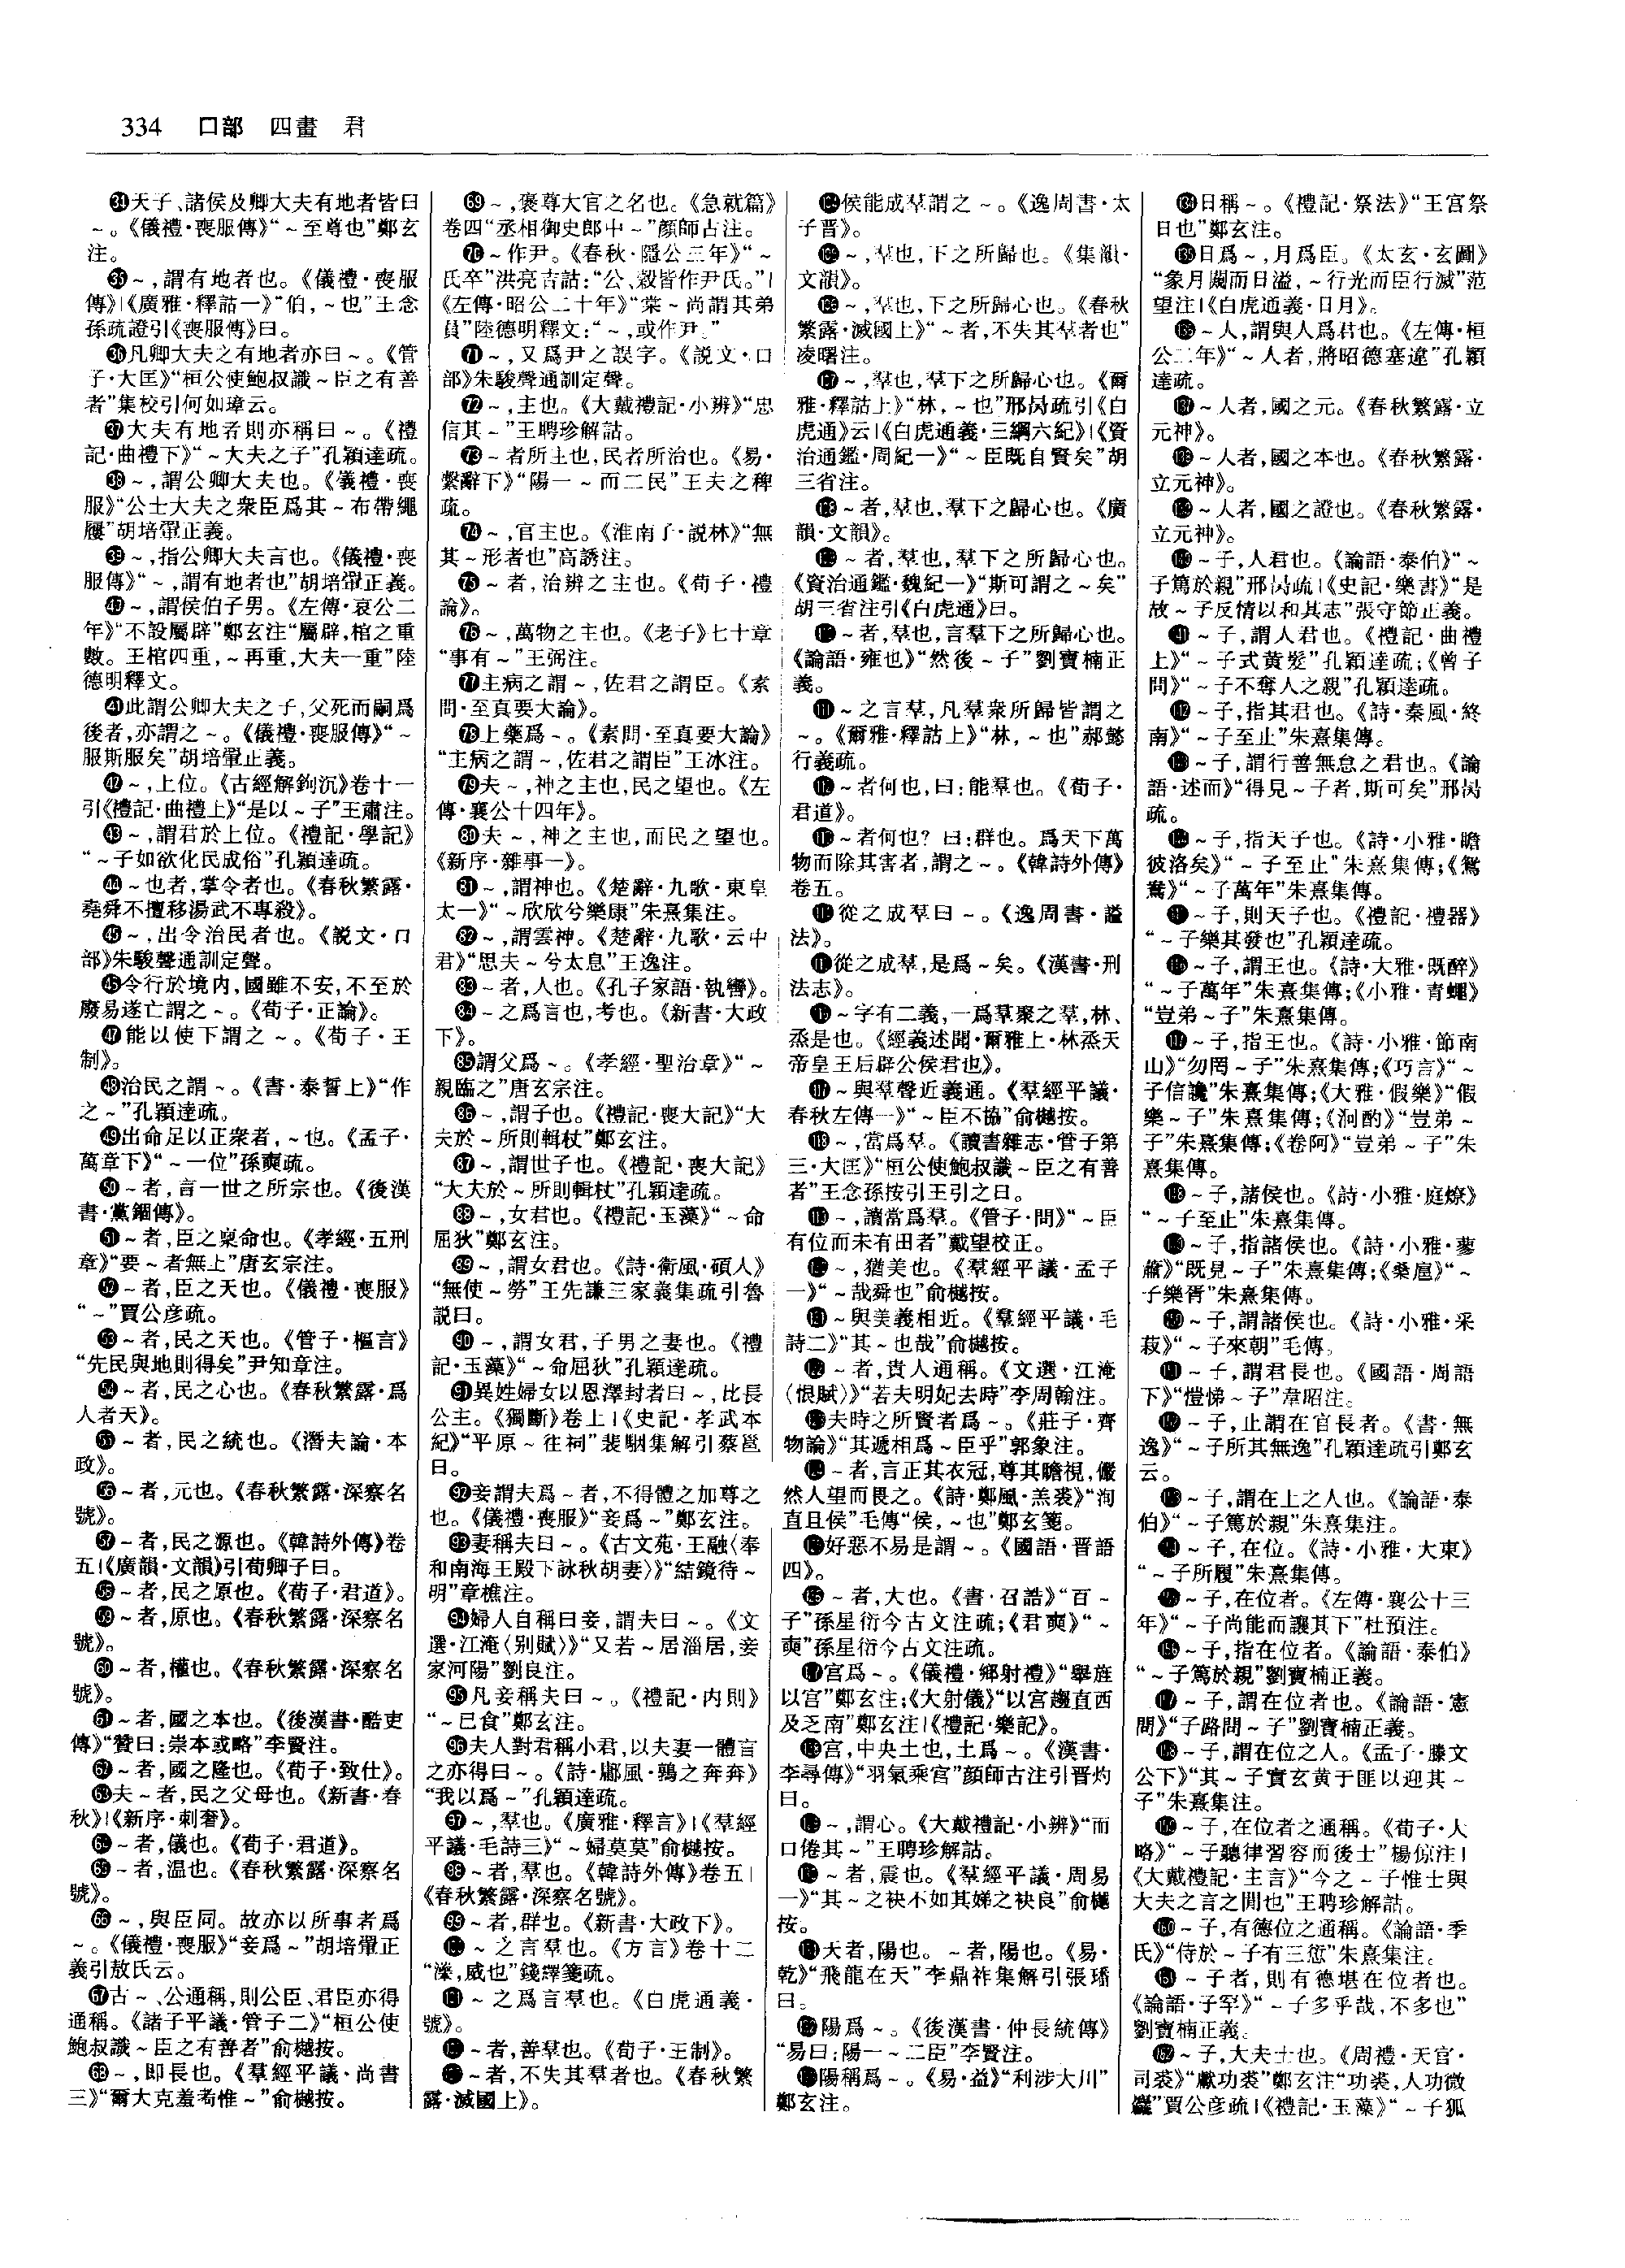 334 口部 四畫 君
㉞天子、諸侯及卿大夫有地者皆曰
~。《儀禮·喪服傳》“~至尊也”鄭玄
注。
㉟~,謂有地者也。《儀禮·喪服
傳》|《廣雅·釋詁一》“伯,~也”王念
孫疏證引《喪服傳》曰。
㊱凡卿大夫之有地者亦曰~。《管
子·大匡》“桓公使鮑叔識~臣之有善
者”集校引何如璋云。
㊲大夫有地者則亦稱曰~。《禮
記·曲禮下》“~大夫之子”孔穎達疏。
㊳~,謂公卿大夫也。《儀禮·喪
服》“公士大夫之衆臣爲其~布帶繩
屨”胡培翬正義。
㊴~,指公卿大夫言也。《儀禮·喪
服傳》“~,謂有地者也”胡培翬正義。
㊵~,謂侯伯子男。《左傳·哀公二
年》“不設屬辟”鄭玄注“屬辟,棺之重
數。王棺四重,~再重,大夫一重”陸
德明釋文。
㊶此謂公卿大夫之子,父死而嗣爲
後者,亦謂之~。《儀禮·喪服傳》“~
服斯服矣”胡培翬正義。
㊷~,上位。《古經解鉤沉》卷十一
引《禮記·曲禮上》“是以~子”王肅注。
㊸~,謂君於上位。《禮記·學記》
“~子如欲化民成俗”孔穎達疏。
㊹~也者,掌令者也。《春秋繁露·
堯舜不擅移湯武不專殺》。
㊺~,出令治民者也。《説文·口
部》朱駿聲通訓定聲。
㊻令行於境内,國雖不安,不至於
廢易遂亡謂之~。《荀子·正論》。
㊼能以使下謂之~。《荀子·王
制》。
㊽治民之謂~。《書·泰誓上》“作
之~”孔穎達疏。
㊾出命足以正衆者,~也。《孟子·
萬章下》“~一位”孫奭疏。
㊿~者,言一世之所宗也。《後漢
書·黨錮傳》。
51~者,臣之稟命也。《孝經·五刑
章》“要~者無上”唐玄宗注。
52~者,臣之天也。《儀禮·喪服》
“~”賈公彦疏。
53~者,民之天也。《管子·樞言》
“先民與地則得矣”尹知章注。
54~者,民之心也。《春秋繁露·爲
人者天》。
55~者,民之統也。《潛夫論·本
政》。
56~者,元也。《春秋繁露·深察名
號》。
57~者,民之源也。《韓詩外傳》卷
五|《廣韻·文韻》引荀卿子曰。
58~者,民之原也。《荀子·君道》。
59~者,原也。《春秋繁露·深察名
號》。
60~者,權也。《春秋繁露·深察名
號》。
61~者,國之本也。《後漢書·酷吏
傳》“贊曰:崇本或略”李賢注。
62~者,國之隆也。《荀子·致仕》。
63夫~者,民之父母也。《新書·春
秋》|《新序·刺奢》。
64~者,儀也。《荀子·君道》。
65~者,温也。《春秋繁露·深察名
號》。
66~,與臣同。故亦以所事者爲
~。《儀禮·喪服》“妾爲~”胡培翬正
義引敖氏云。
67古~、公通稱,則公臣、君臣亦得
通稱。《諸子平議·管子二》“桓公使
鮑叔識~臣之有善者”俞樾按。
68~,即長也。《羣經平議·尚書
三》“爾大克羞耇惟~”俞樾按。
69~,褒尊大官之名也。《急就篇》
卷四“丞相御史郎中~”顔師古注。
70~作尹。《春秋·隱公三年》“~
氏卒”洪亮吉詁:“公、穀皆作尹氏。”|
《左傳·昭公二十年》“棠~尚謂其弟
員”陸德明釋文:“~,或作尹。”
71~,又爲尹之誤字。《説文·口
部》朱駿聲通訓定聲。
72~,主也。《大戴禮記·小辨》“忠
信其~”王聘珍解詁。
73~者所主也,民者所治也。《易·
繫辭下》“陽一~而二民”王夫之稗
疏。
74~,官主也。《淮南子·説林》“無
其~形者也”高誘注。
75~者,治辨之主也。《荀子·禮
論》。
76~,萬物之主也。《老子》七十章
“事有~”王弼注。
77主病之謂~,佐君之謂臣。《素
問·至真要大論》。
78上藥爲~。《素問·至真要大論》
“主病之謂~,佐君之謂臣”王冰注。
79夫~,神之主也,民之望也。《左
傳·襄公十四年》。
80夫~,神之主也,而民之望也。
《新序·雜事一》。
81~,謂神也。《楚辭·九歌·東皇
太一》“~欣欣兮樂康”朱熹集注。
82~,謂雲神。《楚辭·九歌·云中
君》“思夫~兮太息”王逸注。
83~者,人也。《孔子家語·執轡》。
84~之爲言也,考也。《新書·大政
下》。
85謂父爲~。《孝經·聖治章》“~
親臨之”唐玄宗注。
86~,謂子也。《禮記·喪大記》“大
夫於~所則輯杖”鄭玄注。
87~,謂世子也。《禮記·喪大記》
“大夫於~所則輯杖”孔穎達疏。
88~,女君也。《禮記·玉藻》“~命
屈狄”鄭玄注。
89~,謂女君也。《詩·衛風·碩人》
“無使~勞”王先謙三家義集疏引魯
説曰。
90~,謂女君,子男之妻也。《禮
記·玉藻》“~命屈狄”孔穎達疏。
91異姓婦女以恩澤封者曰~,比長
公主。《獨斷》卷上|《史記·孝武本
紀》“平原~往祠”裴駰集解引蔡邕
曰。
92妾謂夫爲~者,不得體之加尊之
也。《儀禮·喪服》“妾爲~”鄭玄注。
93妻稱夫曰~。《古文苑·王融〈奉
和南海王殿下詠秋胡妻〉》“結鏡待~
明”章樵注。
94婦人自稱曰妾,謂夫曰~。《文
選·江淹〈别賦〉》“又若~居淄居,妾
家河陽”劉良注。
95凡妾稱夫曰~。《禮記·内則》
“~已食”鄭玄注。
96夫人對君稱小君,以夫妻一體言
之亦得曰~。《詩·鄘風·鶉之奔奔》
“我以爲~”孔穎達疏。
97~,羣也。《廣雅·釋言》|《羣經
平議·毛詩三》“~婦莫莫”俞樾按。
98~者,羣也。《韓詩外傳》卷五|
《春秋繁露·深察名號》。
99~者,群也。《新書·大政下》。
100~之言羣也。《方言》卷十二
“濼,威也”錢繹箋疏。
101~之爲言羣也。《白虎通義·
號》。
102~者,善羣也。《荀子·王制》。
103~者,不失其羣者也。《春秋繁
露·滅國上》。
104侯能成羣謂之~。《逸周書·太
子晋》。
105~,羣也,下之所歸也。《集韻·
文韻》。
106~,羣也,下之所歸心也。《春秋
繁露·滅國上》“~者,不失其羣者也”
凌曙注。
107~,羣也,羣下之所歸心也。《爾
雅·釋詁上》“林,~也”邢昺疏引《白
虎通》云|《白虎通義·三綱六紀》|《資
治通鑑·周紀一》“~臣既自賢矣”胡
三省注。
108~者,羣也,羣下之歸心也。《廣
韻·文韻》。
109~者,羣也,羣下之所歸心也。
《資治通鑑·魏紀一》“斯可謂之~矣”
胡三省注引《白虎通》曰。
110~者,羣也,言羣下之所歸心也。
《論語·雍也》“然後~子”劉寶楠正
義。
111~之言羣,凡羣衆所歸皆謂之
~。《爾雅·釋詁上》“林,~也”郝懿
行義疏。
112~者何也,曰:能羣也。《荀子·
君道》。
113~者何也?曰:群也。爲天下萬
物而除其害者,謂之~。《韓詩外傳》
卷五。
114從之成羣曰~。《逸周書·謚
法》。
115從之成羣,是爲~矣。《漢書·刑
法志》。
116~字有二義,一爲羣聚之羣,林、
烝是也。《經義述聞·爾雅上·林烝天
帝皇王后辟公侯君也》。
117~與羣聲近義通。《羣經平議·
春秋左傳一》“~臣不協”俞樾按。
118~,當爲羣。《讀書雜志·管子第
三·大匡》“桓公使鮑叔識~臣之有善
者”王念孫按引王引之曰。
119~,讀當爲羣。《管子·問》“~臣
有位而未有田者”戴望校正。
120~,猶美也。《羣經平議·孟子
一》“~哉舜也”俞樾按。
121~與美義相近。《羣經平議·毛
詩二》“其~也哉”俞樾按。
122~者,貴人通稱。《文選·江淹
〈恨賦〉》“若夫明妃去時”李周翰注。
123夫時之所賢者爲~。《莊子·齊
物論》“其遞相爲~臣乎”郭象注。
124~者,言正其衣冠,尊其瞻視,儼
然人望而畏之。《詩·鄭風·羔裘》“洵
直且侯”毛傳“侯,~也”鄭玄箋。
125好惡不易是謂~。《國語·晋語
四》。
126~者,大也。《書·召誥》“百~
子”孫星衍今古文注疏;《君奭》“~
奭”孫星衍今古文注疏。
127宫爲~。《儀禮·鄉射禮》“舉旌
以宫”鄭玄注;《大射儀》“以宫趨直西
及乏南”鄭玄注|《禮記·樂記》。
128宫,中央土也,土爲~。《漢書·
李尋傳》“羽氣乘宫”顔師古注引晋灼
曰。
129~,謂心。《大戴禮記·小辨》“而
口倦其~”王聘珍解詁。
130~者,震也。《羣經平議·周易
一》“其~之袂不如其娣之袂良”俞樾
按。
131天者,陽也。~者,陽也。《易·
乾》“飛龍在天”李鼎祚集解引張璠
曰。
132陽爲~。《後漢書·仲長統傳》
“易曰:陽一~二臣”李賢注。
133陽稱爲~。《易·益》“利涉大川”
鄭玄注。
134日稱~。《禮記·祭法》“王宫祭
日也”鄭玄注。
135日爲~,月爲臣。《太玄·玄圖》
“象月闕而日溢,~行光而臣行滅”范
望注|《白虎通義·日月》。
136~人,謂與人爲君也。《左傳·桓
公二年》“~人者,將昭德塞違”孔穎
達疏。
137~人者,國之元。《春秋繁露·立
元神》。
138~人者,國之本也。《春秋繁露·
立元神》。
139~人者,國之證也。《春秋繁露·
立元神》。
140~子,人君也。《論語·泰伯》“~
子篤於親”邢昺疏|《史記·樂書》“是
故~子反情以和其志”張守節正義。
141~子,謂人君也。《禮記·曲禮
上》“~子式黄髮”孔穎達疏;《曾子
問》“~子不奪人之親”孔穎達疏。
142~子,指其君也。《詩·秦風·終
南》“~子至止”朱熹集傳。
143~子,謂行善無怠之君也。《論
語·述而》“得見~子者,斯可矣”邢昺
疏。
144~子,指天子也。《詩·小雅·瞻
彼洛矣》“~子至止”朱熹集傳;《鴛
鴦》“~子萬年”朱熹集傳。
145~子,則天子也。《禮記·禮器》
“~子樂其發也”孔穎達疏。
146~子,謂王也。《詩·大雅·既醉》
“~子萬年”朱熹集傳;《小雅·青蠅》
“豈弟~子”朱熹集傳。
147~子,指王也。《詩·小雅·節南
山》“勿罔~子”朱熹集傳;《巧言》“~
子信讒”朱熹集傳;《大雅·假樂》“假
樂~子”朱熹集傳;《泂酌》“豈弟~
子”朱熹集傳;《卷阿》“豈弟~子”朱
熹集傳。
148~子,諸侯也。《詩·小雅·庭燎》
“~子至止”朱熹集傳。
149~子,指諸侯也。《詩·小雅·蓼
蕭》“既見~子”朱熹集傳;《桑扈》“~
子樂胥”朱熹集傳。
150~子,謂諸侯也。《詩·小雅·采
菽》“~子來朝”毛傳。
151~子,謂君長也。《國語·周語
下》“愷悌~子”韋昭注。
152~子,止謂在官長者。《書·無
逸》“~子所其無逸”孔穎達疏引鄭玄
云。
153~子,謂在上之人也。《論語·泰
伯》“~子篤於親”朱熹集注。
154~子,在位。《詩·小雅·大東》
“~子所履”朱熹集傳。
155~子,在位者。《左傳·襄公十三
年》“~子尚能而讓其下”杜預注。
156~子,指在位者。《論語·泰伯》
“~子篤於親”劉寶楠正義。
157~子,謂在位者也。《論語·憲
問》“子路問~子”劉寶楠正義。
158~子,謂在位之人。《孟子·滕文
公下》“其~子實玄黄于匪以迎其~
子”朱熹集注。
159~子,在位者之通稱。《荀子·大
略》“~子聽律習容而後士”楊倞注|
《大戴禮記·主言》“今之~子惟士與
大夫之言之聞也”王聘珍解詁。
160~子,有德位之通稱。《論語·季
氏》“侍於~子有三愆”朱熹集注。
161~子者,則有德堪在位者也。
《論語·子罕》“~子多乎哉,不多也”
劉寶楠正義。
162~子,大夫士也。《周禮·天官·
司裘》“獻功裘”鄭玄注“功裘,人功微
麤”賈公彦疏|《禮記·玉藻》“~子狐